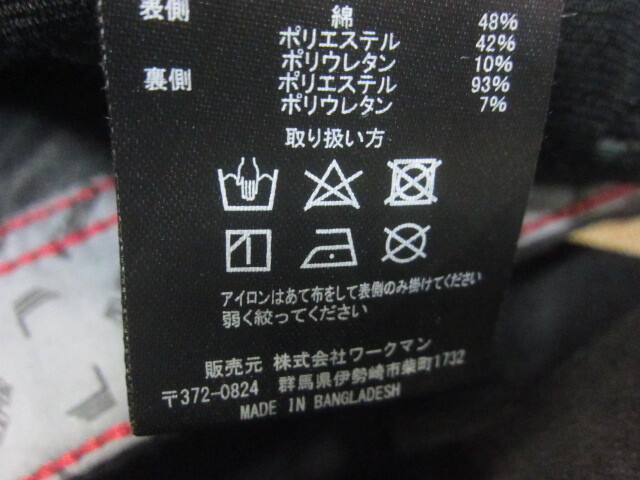 表側 綿 48%
ポリエステル 42%
ポリウレタン 10%
裏側 ポリエステル 93%
ポリウレタン 7%
取り扱い方
アイロンはあて布をして表側のみ掛けてください
弱く絞ってください
販売元 株式会社ワークマン
〒372-0824 群馬県伊勢崎市柴町1732
MADE IN BANGLADESH